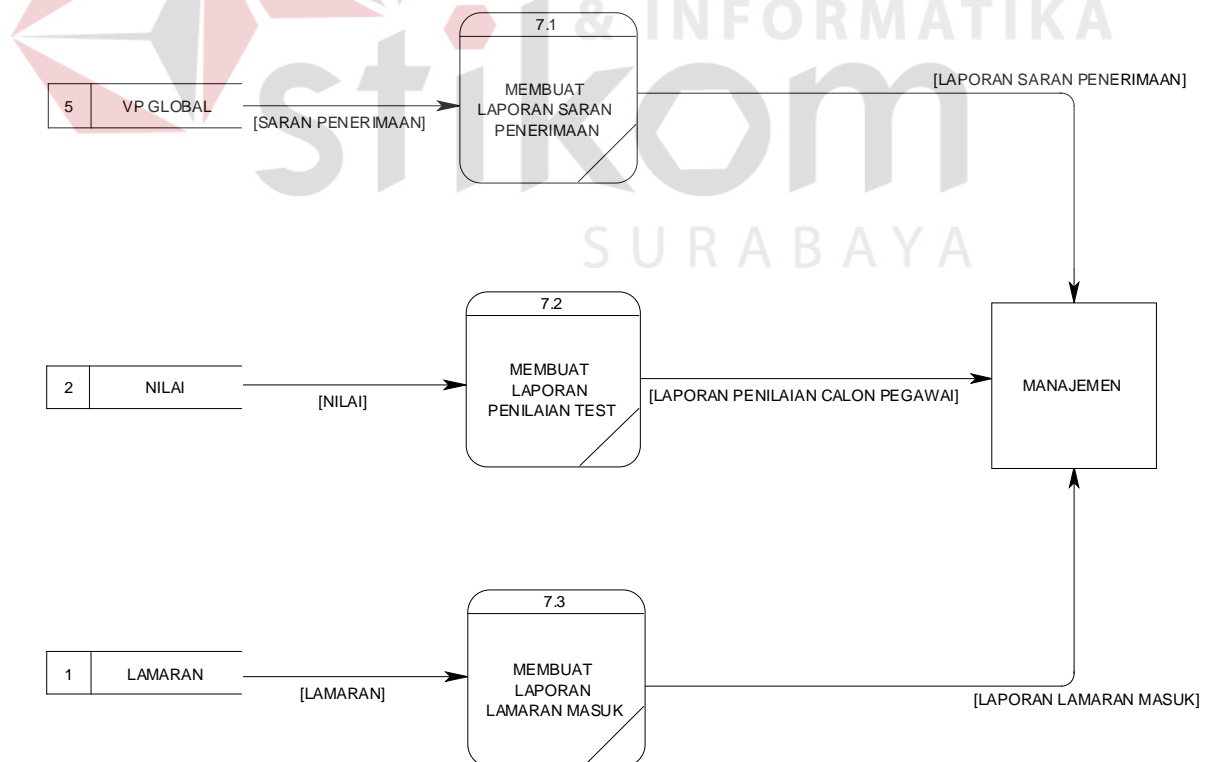 & INFORMATIKA
stikom
SURABAYA
7.1
MEMBUAT
LAPORAN SARAN
PENERIMAAN
5 VP GLOBAL
[SARAN PENERIMAAN]
[LAPORAN SARAN PENERIMAAN]
7.2
MEMBUAT
LAPORAN
PENILAIAN TEST
2 NILAI
[NILAI]
[LAPORAN PENILAIAN CALON PEGAWAI]
MANAJEMEN
7.3
MEMBUAT
LAPORAN
LAMARAN MASUK
1 LAMARAN
[LAMARAN]
[LAPORAN LAMARAN MASUK]